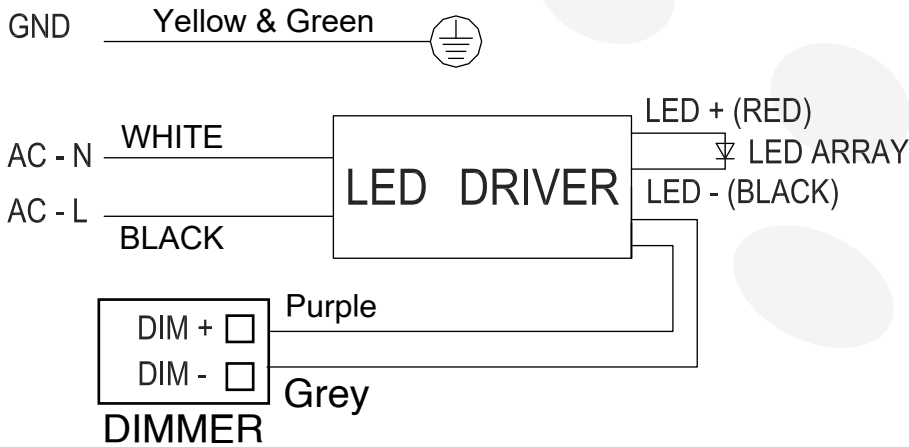 GND Yellow & Green
LED + (RED)
AC - N WHITE
LED ARRAY
LED DRIVER
LED - (BLACK)
AC - L
BLACK
Purple
DIM +
DIM -
Grey
DIMMER